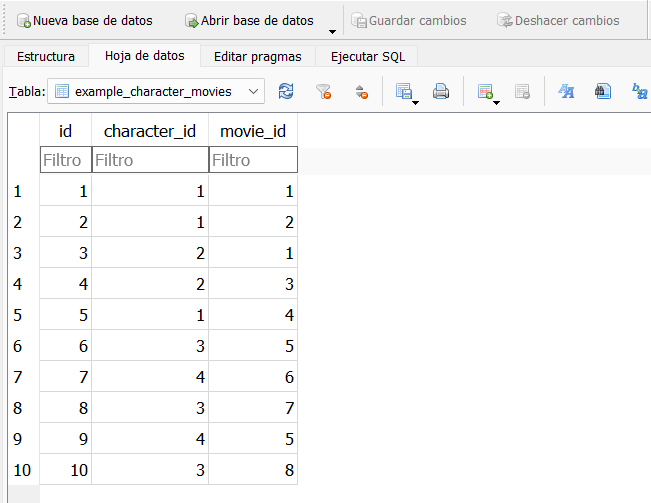 Nueva base de datos Abrir base de datos Guardar cambios Deshacer cambios
Estructura Hoja de datos Editar pragmas Ejecutar SQL
Tabla: example_character_movies
id character_id movie_id
Filtro Filtro Filtro
1 1 1 1
2 2 1 2
3 3 2 1
4 4 2 3
5 5 1 4
6 6 3 5
7 7 4 6
8 8 3 7
9 9 4 5
10 10 3 8